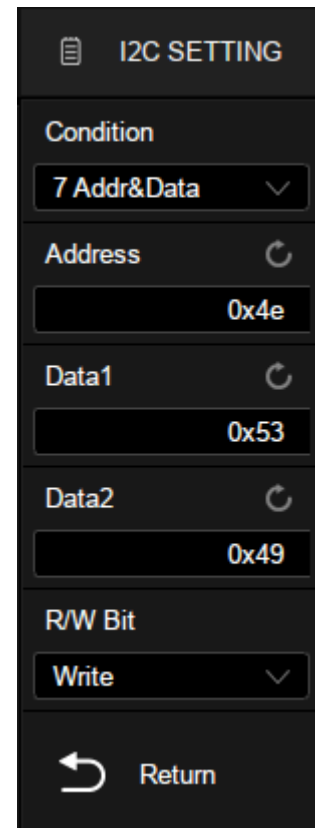 I2C SETTING
Condition
7 Addr&Data
Address
0x4e
Data1
0x53
Data2
0x49
R/W Bit
Write
Return